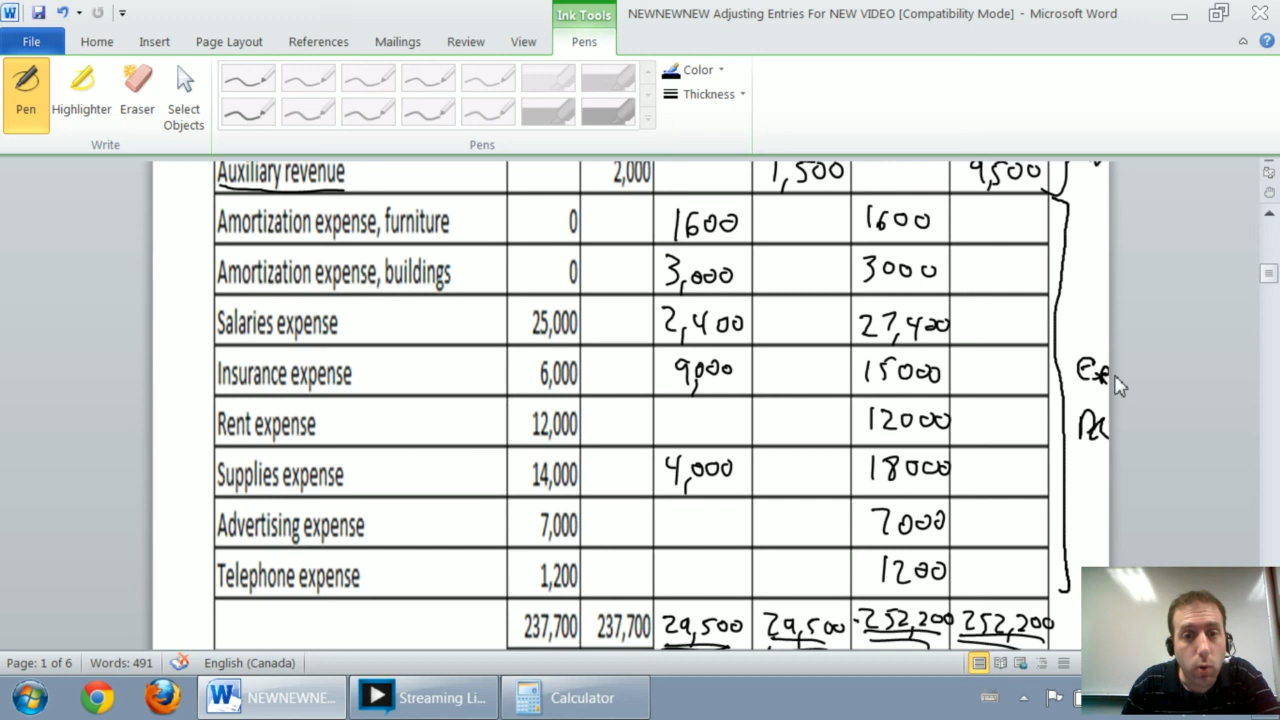 Ink Tools
NEWNEWNEW Adjusting Entries For NEW VIDEO [Compatibility Mode] - Microsoft Word
File Home Insert Page Layout References Mailings Review View Pens
Pen Highlighter Eraser Select Objects
Color
Thickness
Write Pens
Auxiliary revenue 2,000 1,500 9,500
Amortization expense, furniture 0 1600 1600
Amortization expense, buildings 0 3,000 3000
Salaries expense 25,000 2,400 27,400
Insurance expense 6,000 9,000 15000
Rent expense 12,000 12000
Supplies expense 14,000 4,000 18000
Advertising expense 7,000 7000
Telephone expense 1,200 1200
237,700 237,700 29,500 29,500 252,200 252,200
Page: 1 of 6 Words: 491 English (Canada)
NEWNEWNE... Streaming Li... Calculator